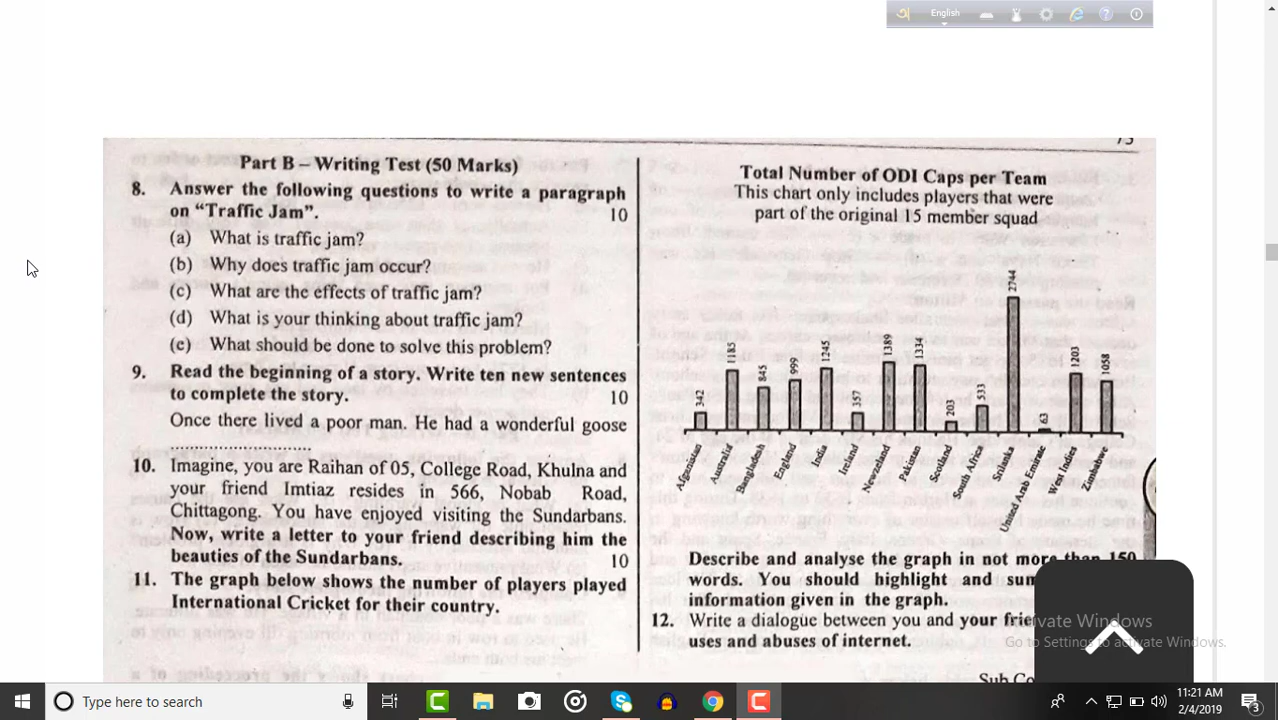 English
75
Part B – Writing Test (50 Marks)
8. Answer the following questions to write a paragraph
on “Traffic Jam”. 10
(a) What is traffic jam?
(b) Why does traffic jam occur?
(c) What are the effects of traffic jam?
(d) What is your thinking about traffic jam?
(e) What should be done to solve this problem?
9. Read the beginning of a story. Write ten new sentences
to complete the story. 10
Once there lived a poor man. He had a wonderful goose
..............................
10. Imagine, you are Raihan of 05, College Road, Khulna and
your friend Imtiaz resides in 566, Nobab Road,
Chittagong. You have enjoyed visiting the Sundarbans.
Now, write a letter to your friend describing him the
beauties of the Sundarbans. 10
11. The graph below shows the number of players played
International Cricket for their country.
Total Number of ODI Caps per Team
This chart only includes players that were
part of the original 15 member squad
342
1185
845
999
1245
357
1389
1334
203
533
2744
63
1203
1058
Afganistan
Australia
Bangladesh
England
India
Ireland
Newzeland
Pakistan
Scotland
South Africa
Srilanka
United Arab Emirate
West Indies
Zimbabwe
Describe and analyse the graph in not more than 150
words. You should highlight and sum
information given in the graph.
12. Write a dialogue between you and your frie
uses and abuses of internet.
Sub Co
Activate Windows
Go to Settings to activate Windows.
Type here to search
11:21 AM
2/4/2019
3